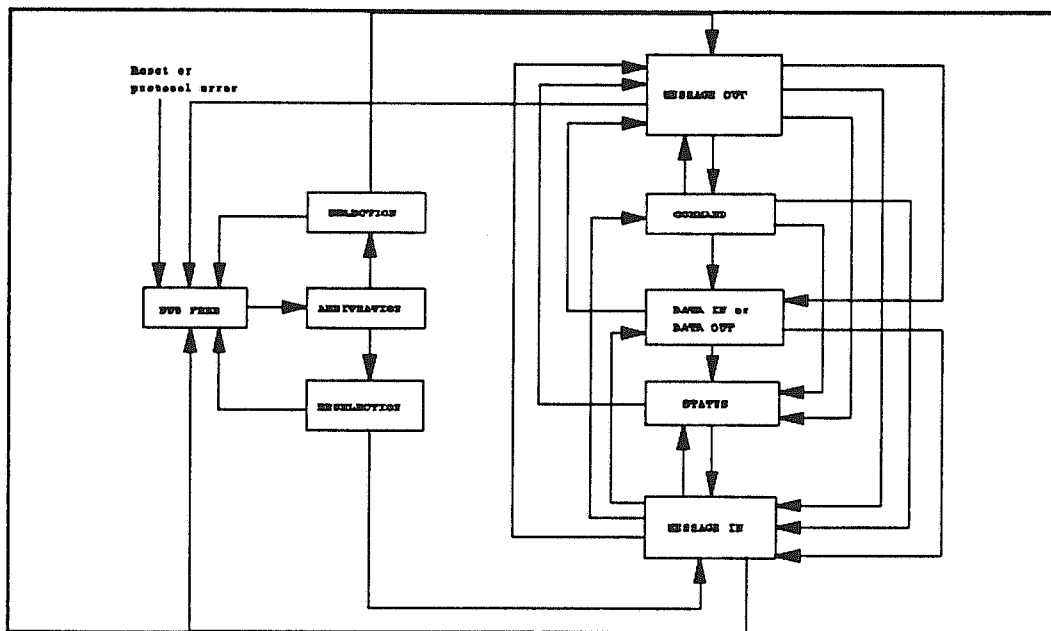 Reset or
protocol error
MESSAGE OUT
SELECTION
COMMAND
BUS FREE
ARBITRATION
DATA IN or
DATA OUT
RESELECTION
STATUS
MESSAGE IN